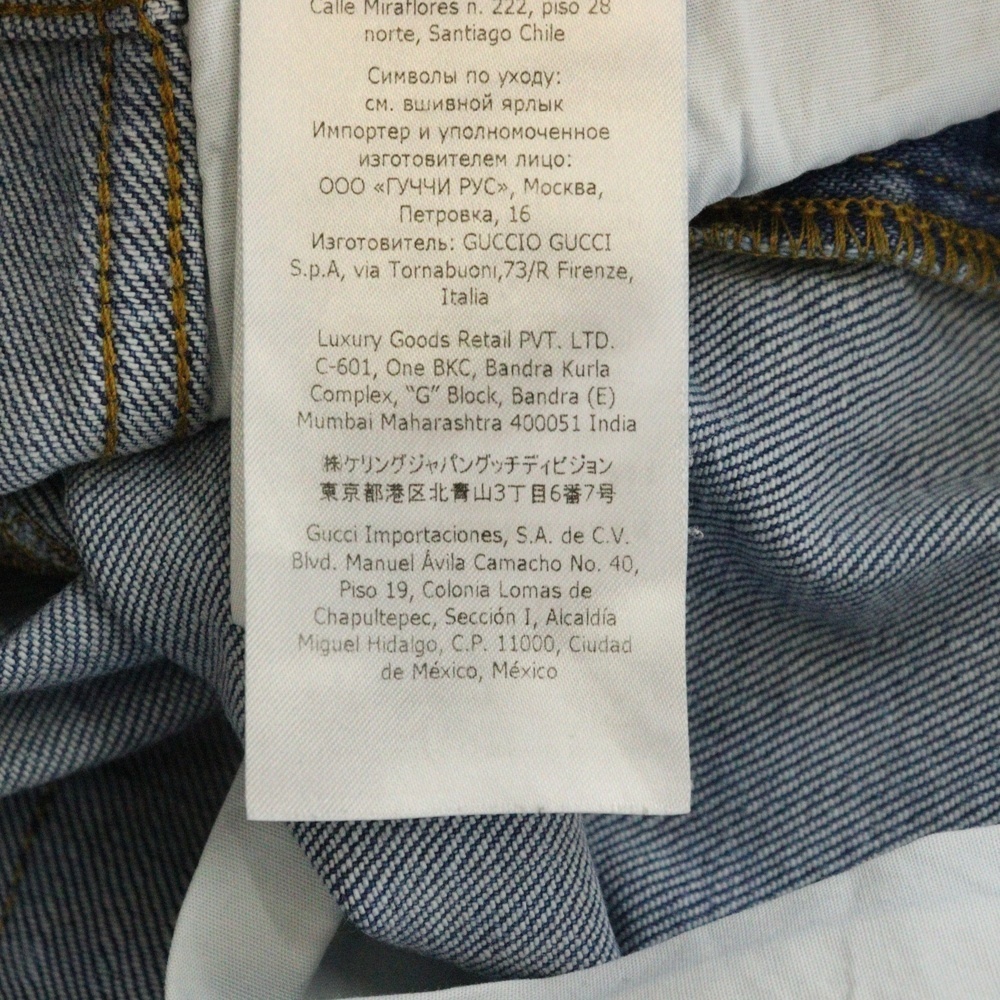 Calle Miraflores n. 222, piso 28
norte, Santiago Chile
Символы по уходу:
см. вшивной ярлык
Импортер и уполномоченное
изготовителем лицо:
ООО «ГУЧЧИ РУС», Москва,
Петровка, 16
Изготовитель: GUCCIO GUCCI
S.p.A, via Tornabuoni,73/R Firenze,
Italia
Luxury Goods Retail PVT. LTD.
C-601, One BKC, Bandra Kurla
Complex, “G” Block, Bandra (E)
Mumbai Maharashtra 400051 India
㈱ケリングジャパングッチディビジョン
東京都港区北青山3丁目6番7号
Gucci Importaciones, S.A. de C.V.
Blvd. Manuel Ávila Camacho No. 40,
Piso 19, Colonia Lomas de
Chapultepec, Sección I, Alcaldía
Miguel Hidalgo, C.P. 11000, Ciudad
de México, México